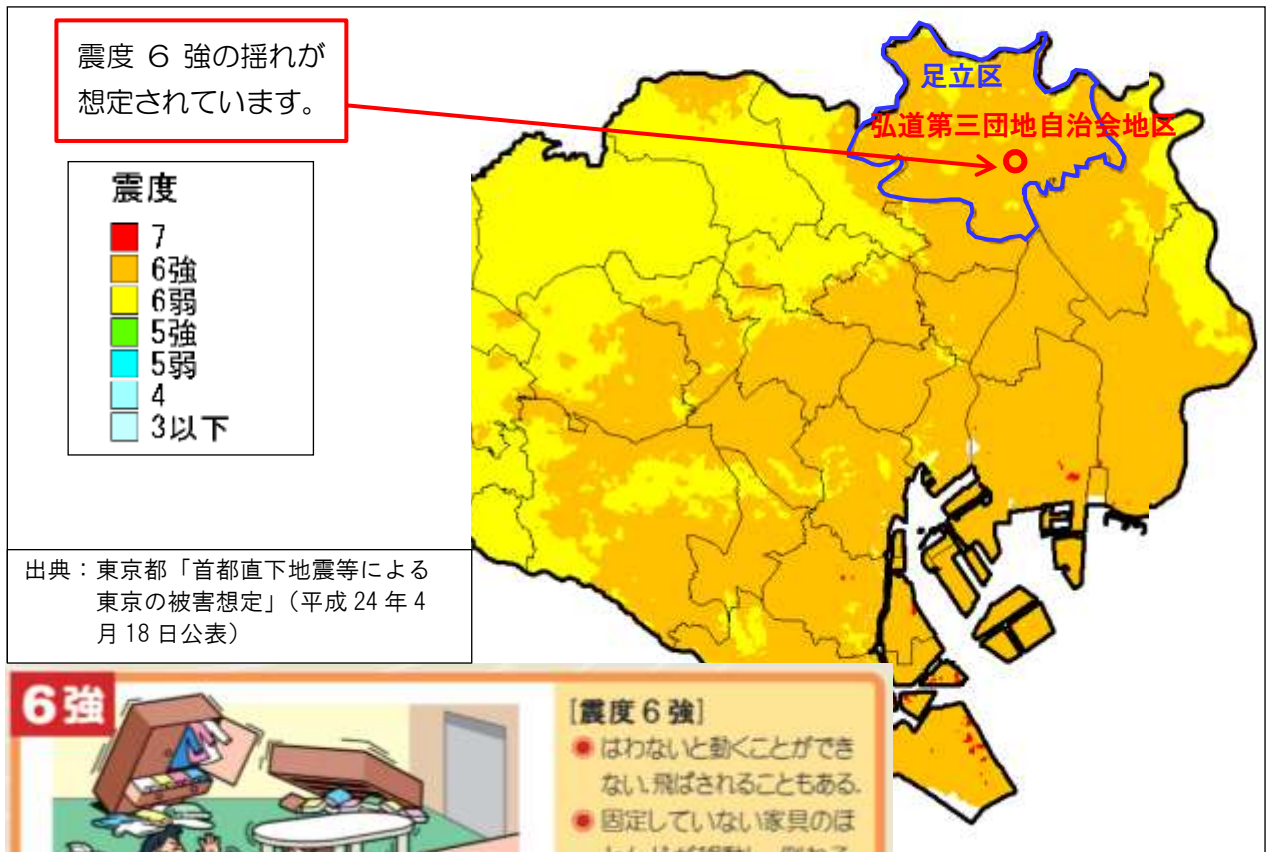 震度 6 強の揺れが
想定されています。
足立区
弘道第三団地自治会地区
震度
7
6強
6弱
5強
5弱
4
3以下
出典：東京都「首都直下地震等による
東京の被害想定」（平成 24 年 4
月 18 日公表）
6強
[震度6強]
はわないと動くことができ
ない、飛ばされることもある。
固定していない家具のほ